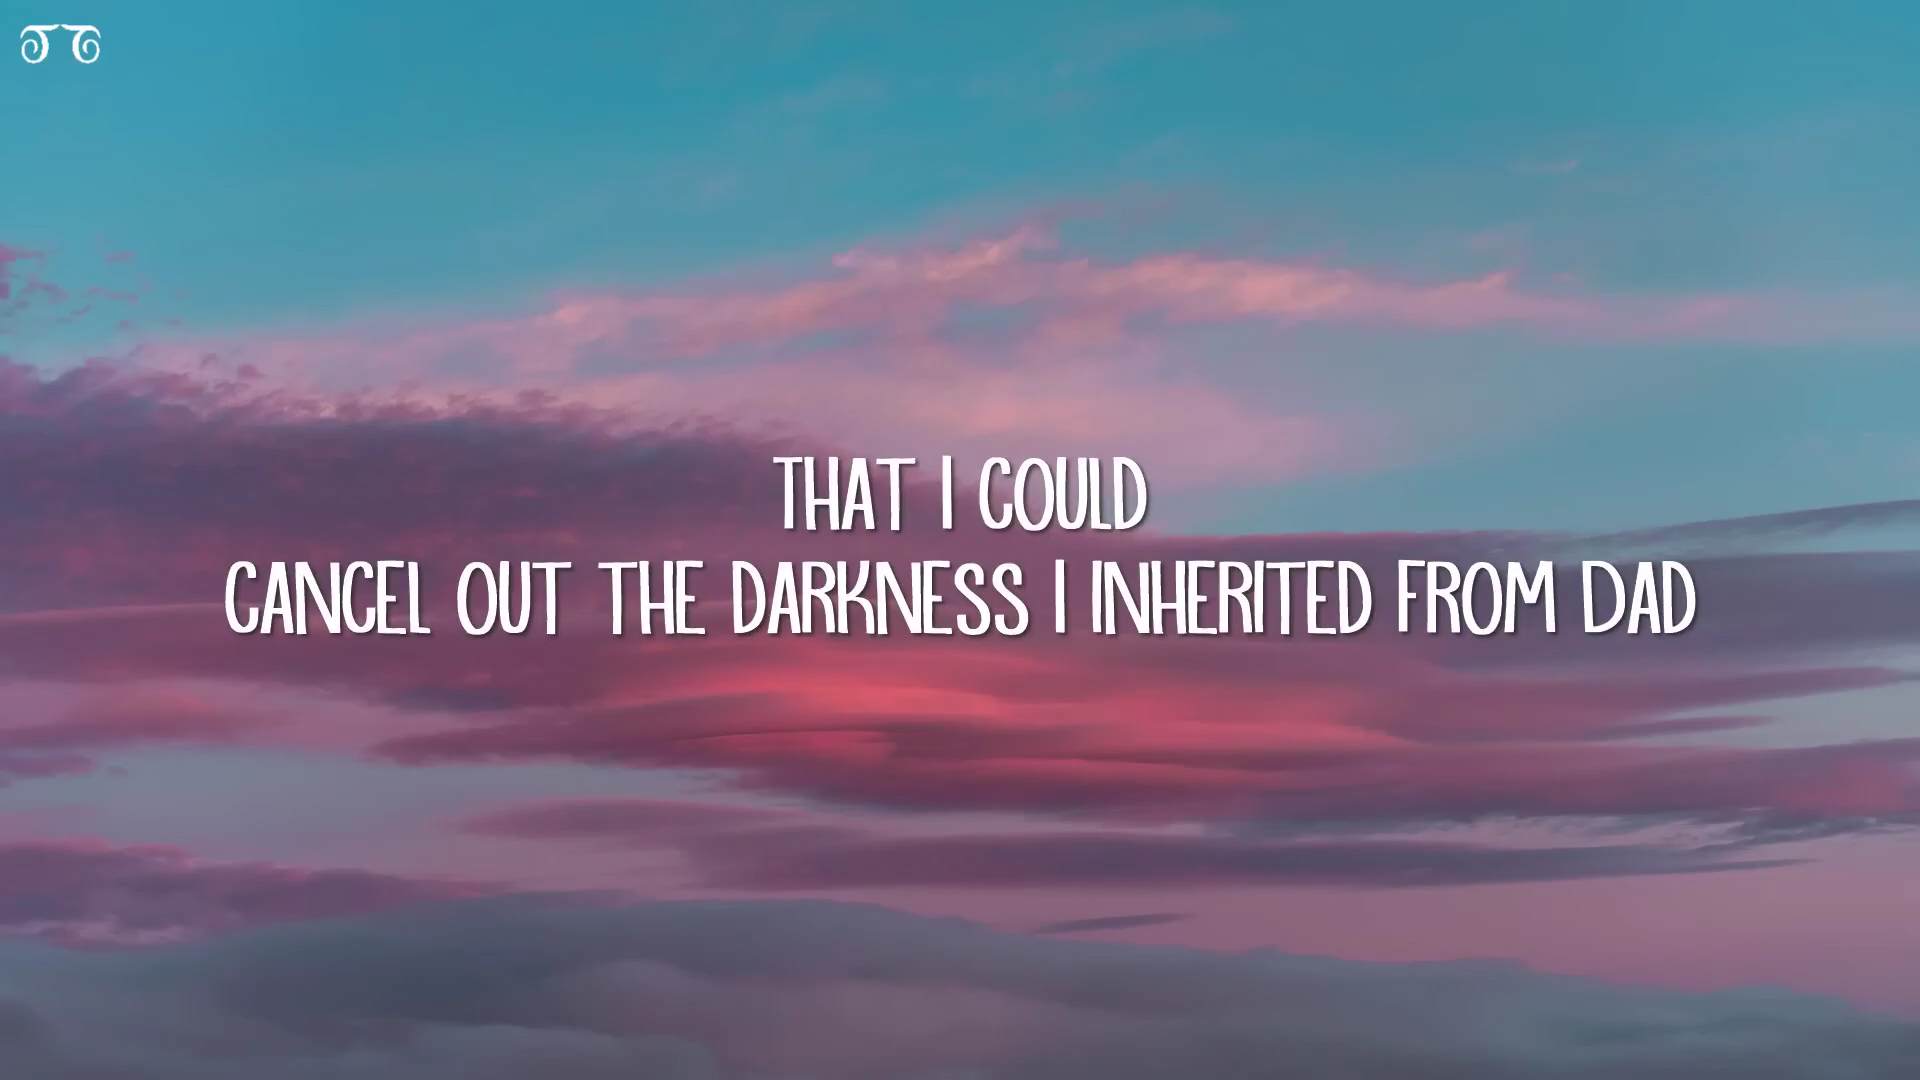 THAT I COULD
CANCEL OUT THE DARKNESS I INHERITED FROM DAD